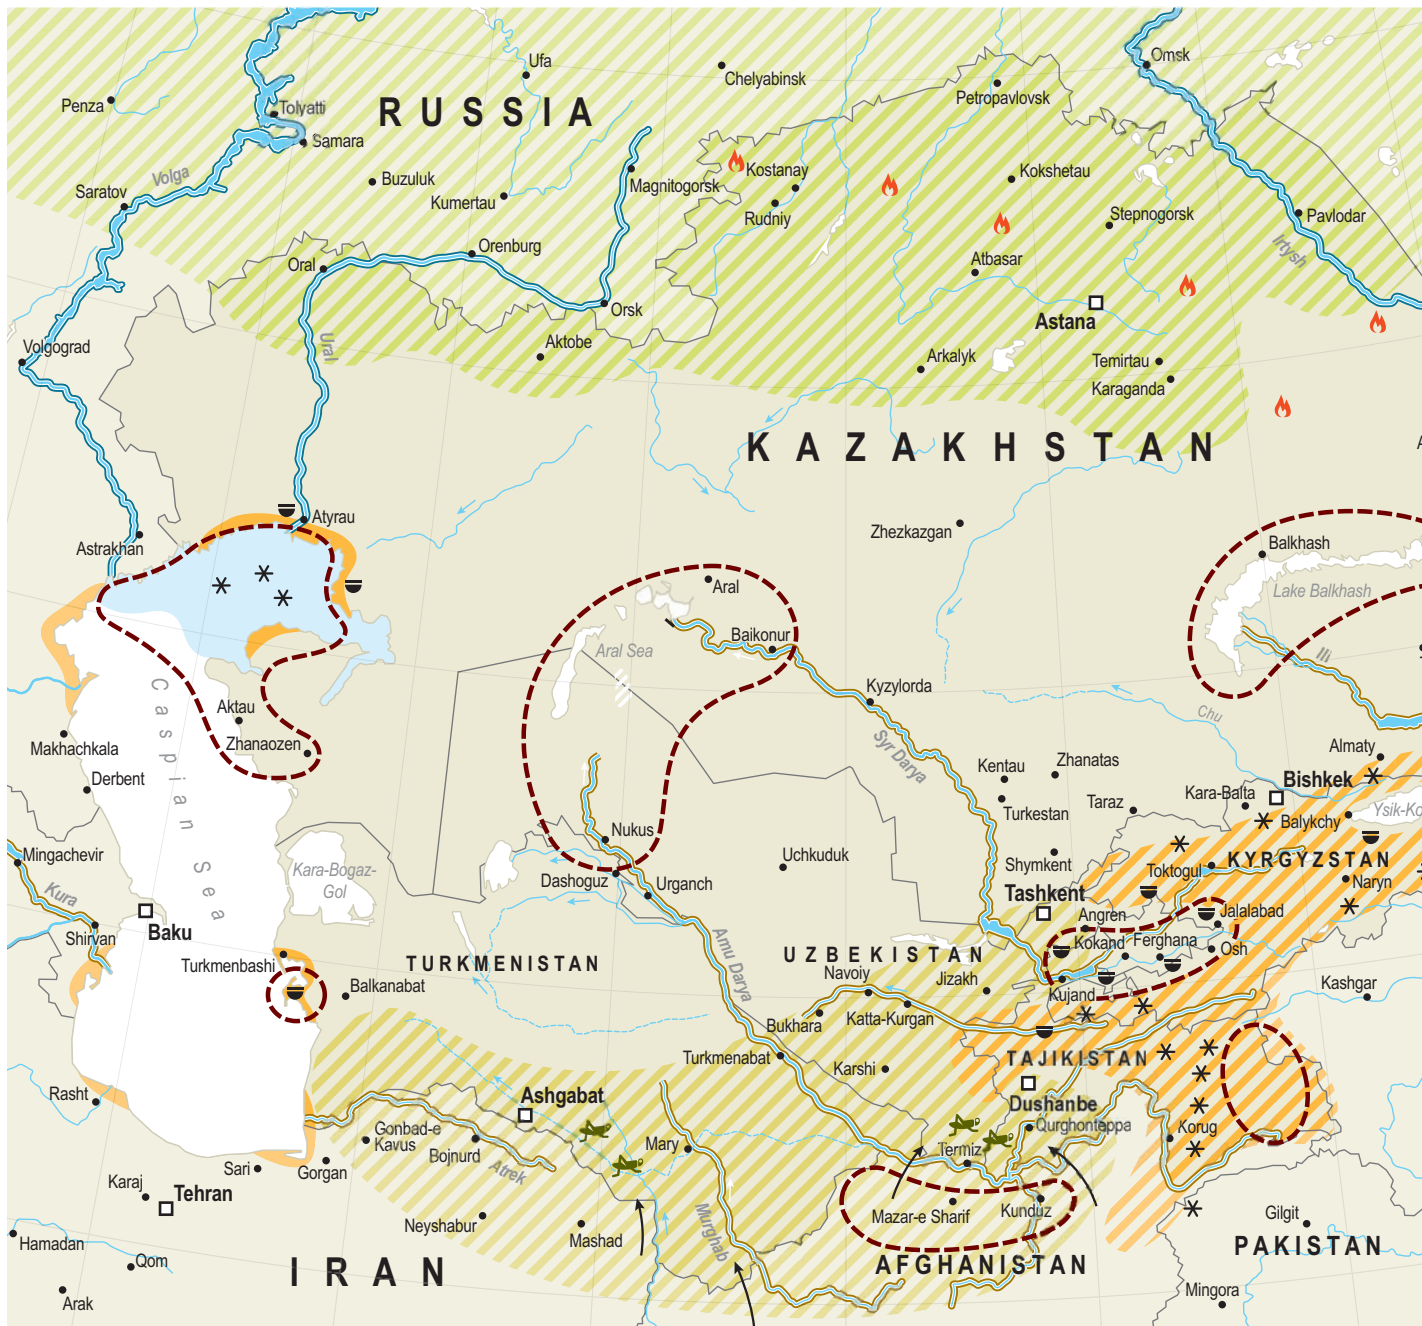 Ufa
Omsk
Chelyabinsk
Petropavlovsk
Penza
Tolyatti
RUSSIA
Samara
Kostanay
Kokshetau
Volga
Buzuluk
Magnitogorsk
Saratov
Kumertau
Rudniy
Stepnogorsk
Pavlodar
Orenburg
Irtysh
Oral
Atbasar
Orsk
Astana
Volgograd
Ural
Aktobe
Arkalyk
Temirtau
Karaganda
KAZAKHSTAN
A
Atyrau
Zhezkazgan
Astrakhan
Balkhash
Aral
Lake Balkhash
Baikonur
Aral Sea
Ili
Kyzylorda
Caspian Sea
Aktau
Chu
Zhanaozen
Makhachkala
Syr Darya
Almaty
Zhanatas
Kentau
Bishkek
Derbent
Kara-Balta
Taraz
Turkestan
Ysik-Ko
Balykchy
Nukus
Mingachevir
Uchkuduk
Shymkent
KYRGYZSTAN
Toktogul
Kara-Bogaz-
Gol
Dashoguz
Urganch
Naryn
Kura
Tashkent
Angren
Jalalabad
Baku
Shirvan
Kokand
Ferghana
Osh
UZBEKISTAN
Turkmenbashi
TURKMENISTAN
Amu Darya
Navoiy
Jizakh
Balkanabat
Kujand
Kashgar
Katta-Kurgan
Bukhara
Turkmenabat
TAJIKISTAN
Karshi
Rasht
Ashgabat
Dushanbe
Qurghonteppa
Gonbad-e
Kavus
Korug
Mary
Bojnurd
Termiz
Sari
Gorgan
Atrek
Karaj
Tehran
Kunduz
Mazar-e Sharif
Murghab
Gilgit
Neyshabur
Mashad
Hamadan
PAKISTAN
Qom
IRAN
AFGHANISTAN
Mingora
Arak